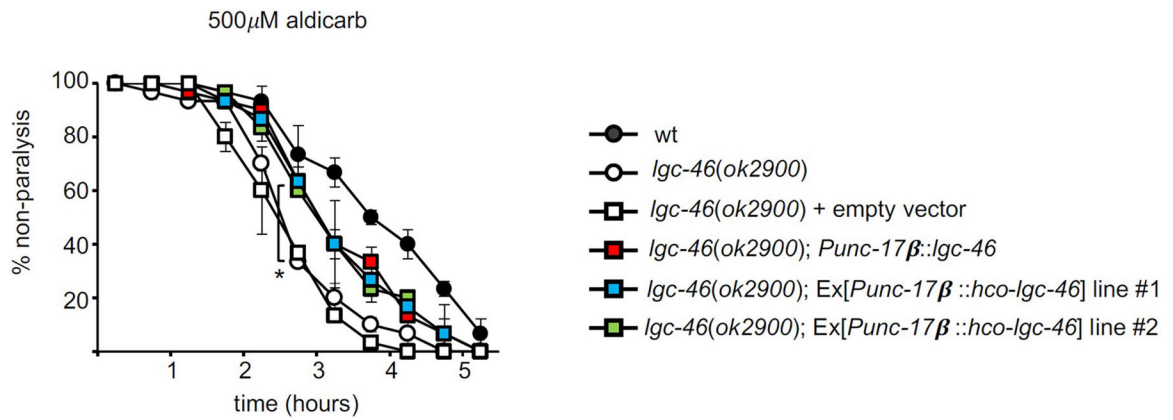 500μM aldicarb
% non-paralysis
100
80
60
40
20
*
1 2 3 4 5
time (hours)
wt
lgc-46(ok2900)
lgc-46(ok2900) + empty vector
lgc-46(ok2900); Punc-17β::lgc-46
lgc-46(ok2900); Ex[Punc-17β ::hco-lgc-46] line #1
lgc-46(ok2900); Ex[Punc-17β ::hco-lgc-46] line #2